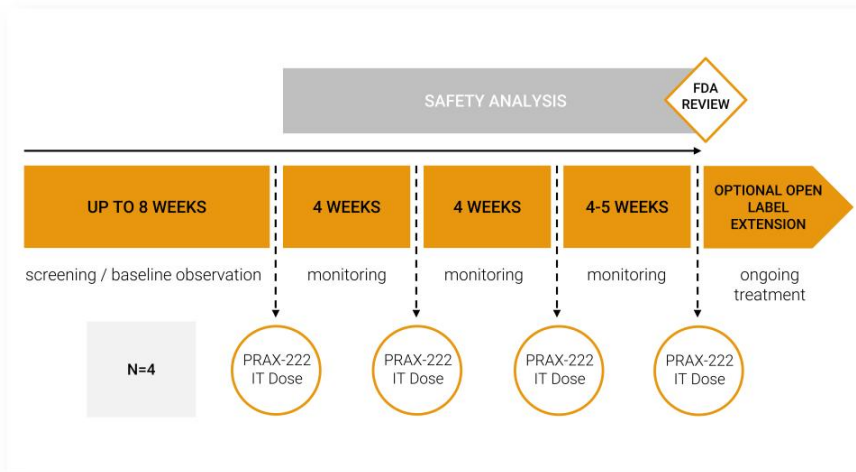 SAFETY ANALYSIS
FDA
REVIEW
UP TO 8 WEEKS
4 WEEKS
4 WEEKS
4-5 WEEKS
OPTIONAL OPEN
LABEL
EXTENSION
screening / baseline observation
monitoring
monitoring
monitoring
ongoing
treatment
N=4
PRAX-222
IT Dose
PRAX-222
IT Dose
PRAX-222
IT Dose
PRAX-222
IT Dose